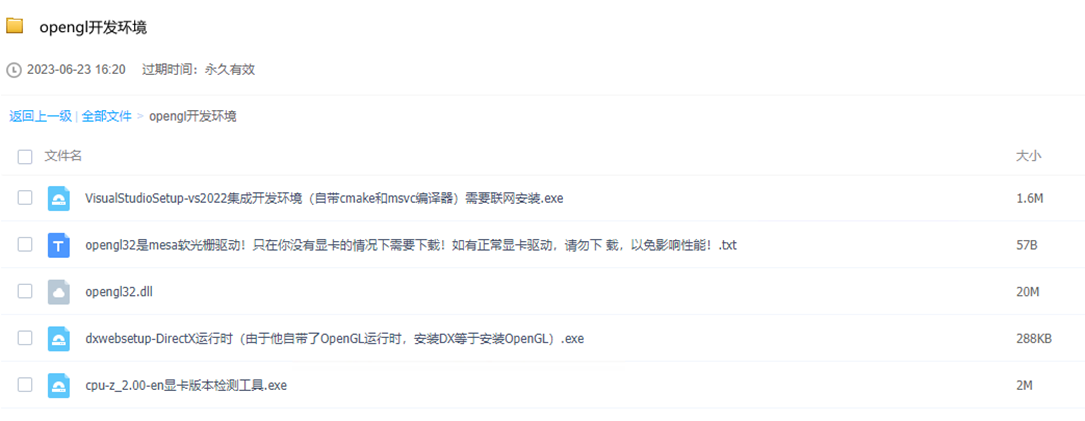 opengl开发环境
2023-06-23 16:20 过期时间：永久有效
返回上一级 | 全部文件 > opengl开发环境
文件名 大小
VisualStudioSetup-vs2022集成开发环境（自带cmake和msvc编译器）需要联网安装.exe 1.6M
opengl32是mesa软光栅驱动！只在你没有显卡的情况下需要下载！如有正常显卡驱动，请勿下 载，以免影响性能！.txt 57B
opengl32.dll 20M
dxwebsetup-DirectX运行时（由于他自带了OpenGL运行时，安装DX等于安装OpenGL）.exe 288KB
cpu-z_2.00-en显卡版本检测工具.exe 2M